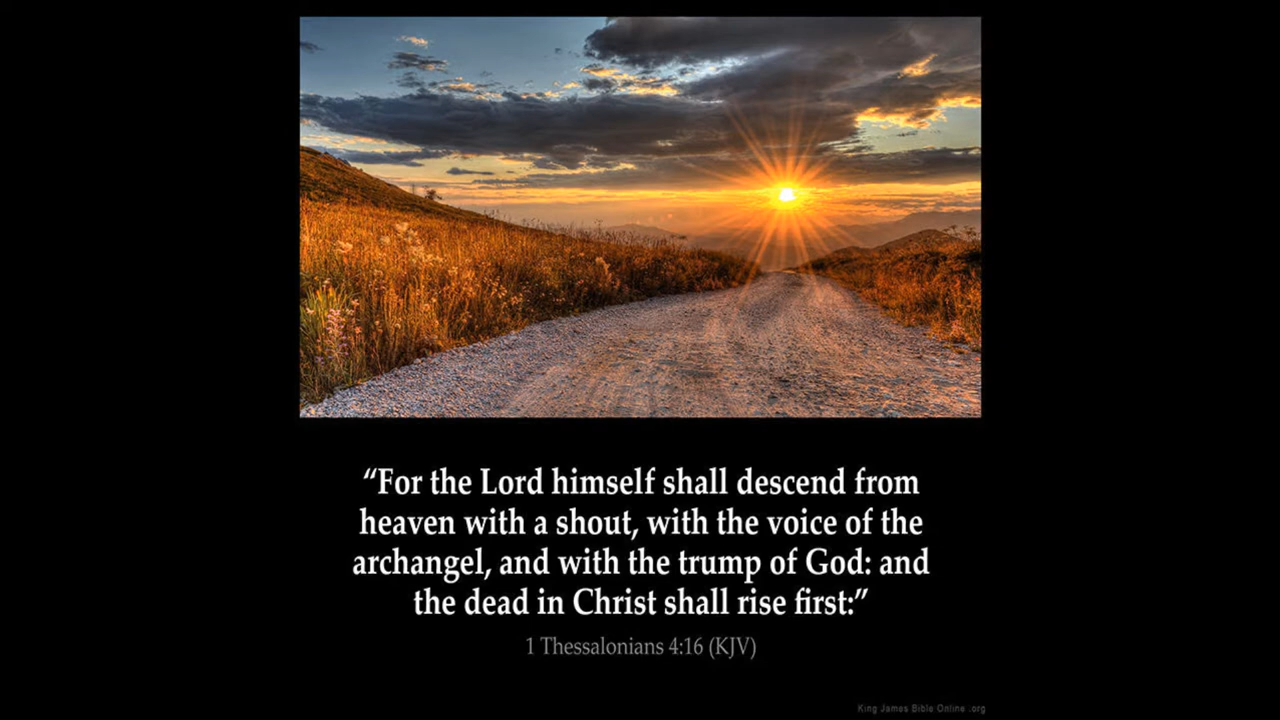 “For the Lord himself shall descend from
heaven with a shout, with the voice of the
archangel, and with the trump of God: and
the dead in Christ shall rise first:”
1 Thessalonians 4:16 (KJV)
King James Bible Online .org